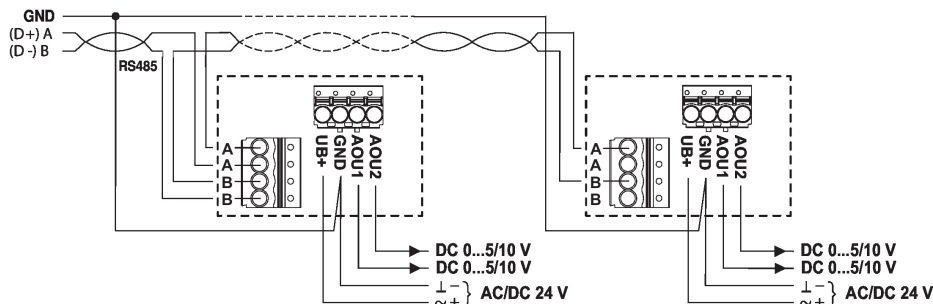 GND
(D+) A
(D -) B
RS485
A
A
B
B
UB+
GND
AOU1
AOU2
DC 0...5/10 V
DC 0...5/10 V
⊥ −
~ +
AC/DC 24 V
A
A
B
B
UB+
GND
AOU1
AOU2
DC 0...5/10 V
DC 0...5/10 V
⊥ −
~ +
AC/DC 24 V